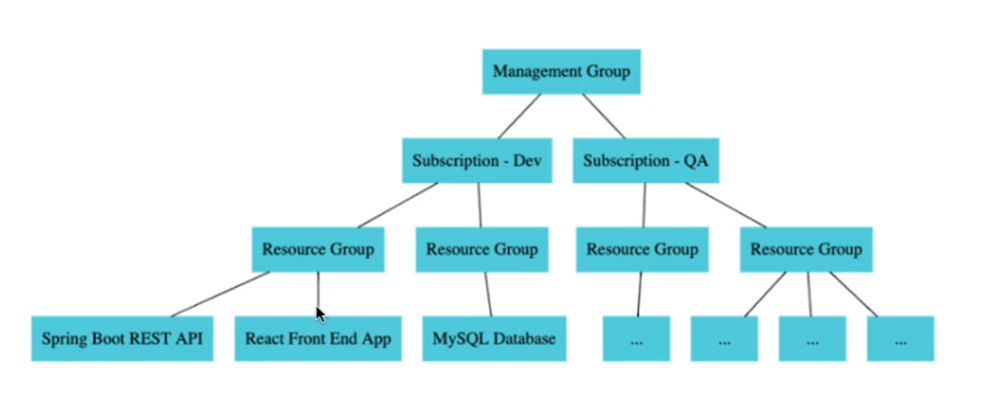 Management Group
Subscription - Dev
Subscription - QA
Resource Group
Resource Group
Resource Group
Resource Group
Spring Boot REST API
React Front End App
MySQL Database
...
...
...
...